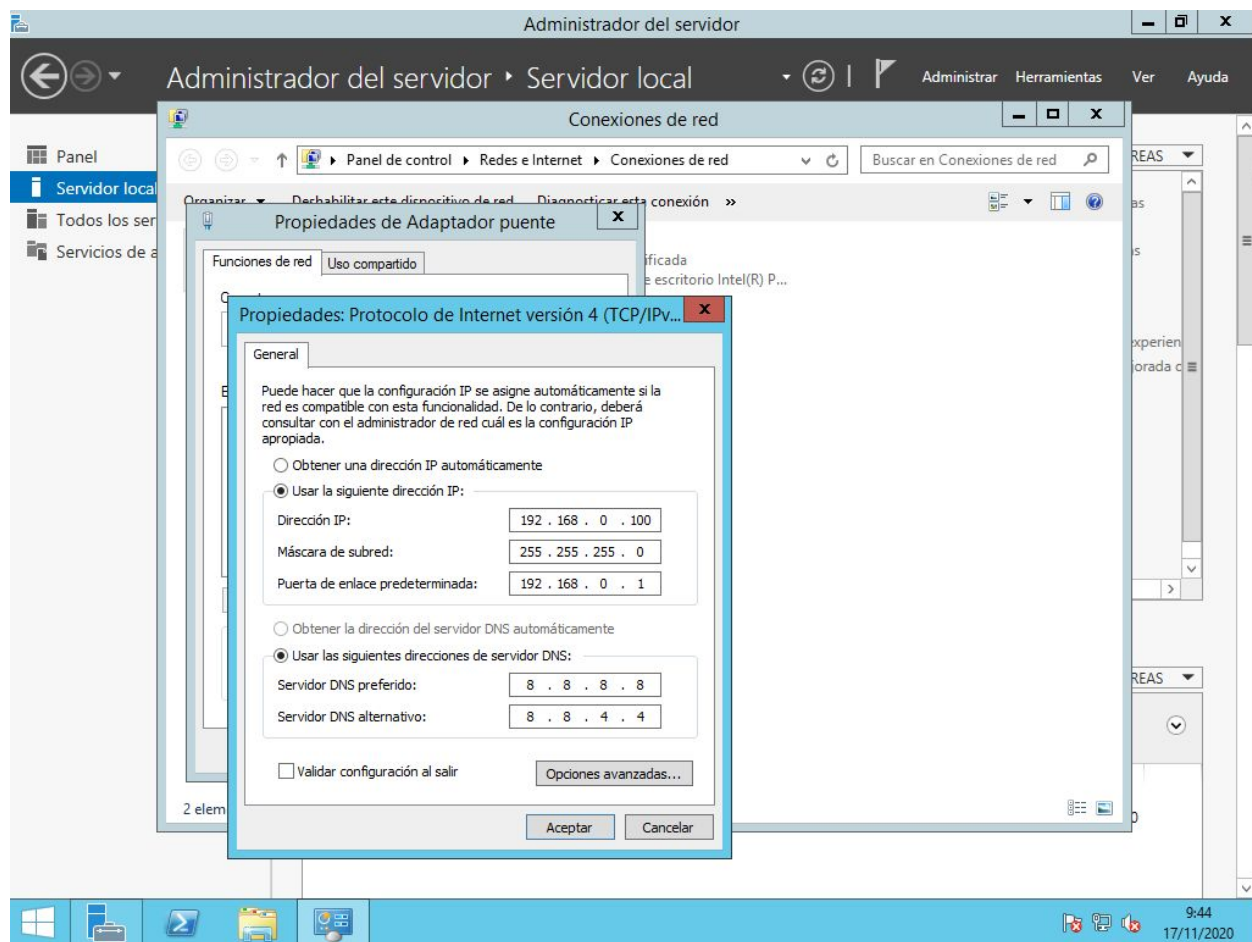 Administrador del servidor
Administrador del servidor ‣ Servidor local
Administrar Herramientas Ver Ayuda
Conexiones de red
Panel
Servidor local
Todos los ser
Servicios de a
Panel de control ▸ Redes e Internet ▸ Conexiones de red
Buscar en Conexiones de red
REAS
Organizar Deshabilitar este dispositivo de red Diagnosticar esta conexión »
as
Propiedades de Adaptador puente
Funciones de red Uso compartido
ificada
e escritorio Intel(R) P...
Propiedades: Protocolo de Internet versión 4 (TCP/IPv...
General
xperien
jorada c
Puede hacer que la configuración IP se asigne automáticamente si la
red es compatible con esta funcionalidad. De lo contrario, deberá
consultar con el administrador de red cuál es la configuración IP
apropiada.
Obtener una dirección IP automáticamente
Usar la siguiente dirección IP:
Dirección IP: 192 . 168 . 0 . 100
Máscara de subred: 255 . 255 . 255 . 0
Puerta de enlace predeterminada: 192 . 168 . 0 . 1
Obtener la dirección del servidor DNS automáticamente
Usar las siguientes direcciones de servidor DNS:
Servidor DNS preferido: 8 . 8 . 8 . 8
Servidor DNS alternativo: 8 . 8 . 4 . 4
REAS
Validar configuración al salir
Opciones avanzadas...
2 elem
Aceptar Cancelar
9:44
17/11/2020